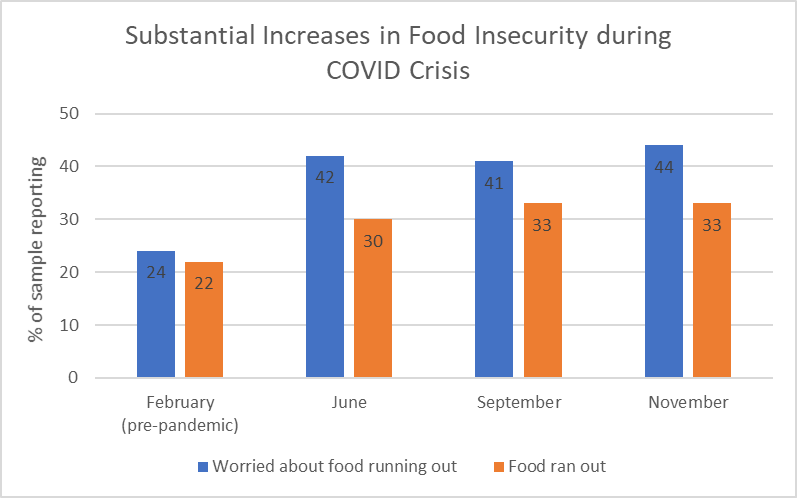 Substantial Increases in Food Insecurity during
COVID Crisis
% of sample reporting
50
40
30
20
10
0
24
22
42
30
41
33
44
33
February
(pre-pandemic)
June
September
November
Worried about food running out
Food ran out